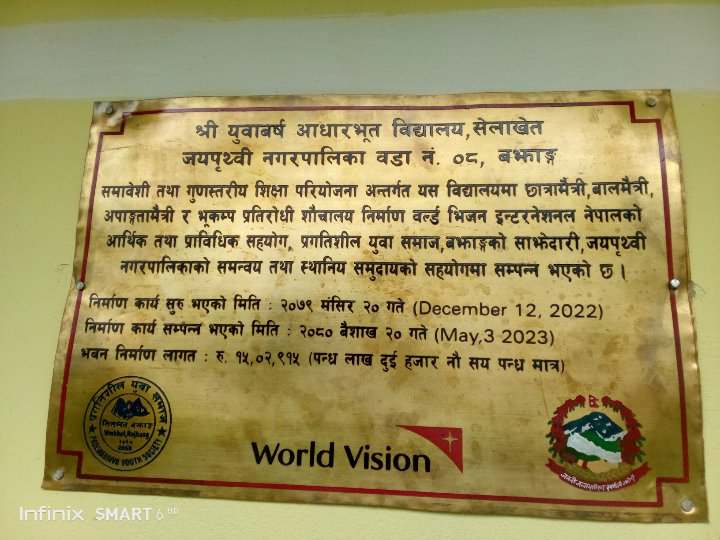 श्री युवाबर्ष आधारभूत विद्यालय, सेलाखेत
जयपृथ्वी नगरपालिका वडा नं. ०८, बझाङ्ग
समावेशी तथा गुणस्तरीय शिक्षा परियोजना अन्तर्गत यस विद्यालयमा छात्रामैत्री, बालमैत्री,
अपाङ्गतामैत्री र भूकम्प प्रतिरोधी शौचालय निर्माण वर्ल्ड भिजन इन्टरनेशनल नेपालको
आर्थिक तथा प्राविधिक सहयोग, प्रगतिशील युवा समाज, बझाङ्गको साझेदारी, जयपृथ्वी
नगरपालिकाको समन्वय तथा स्थानिय समुदायको सहयोगमा सम्पन्न भएको छ ।
निर्माण कार्य सुरु भएको मिति : २०७९ मंसिर २० गते (December 12, 2022)
निर्माण कार्य सम्पन्न भएको मिति : २०८० बैशाख २० गते (May,3 2023)
भवन निर्माण लागत : रु. १५,०२,९१५ (पन्ध्र लाख दुई हजार नौ सय पन्ध्र मात्र)
प्रगतिशील युवा समाज
World Vision
Infinix SMART 6 HD